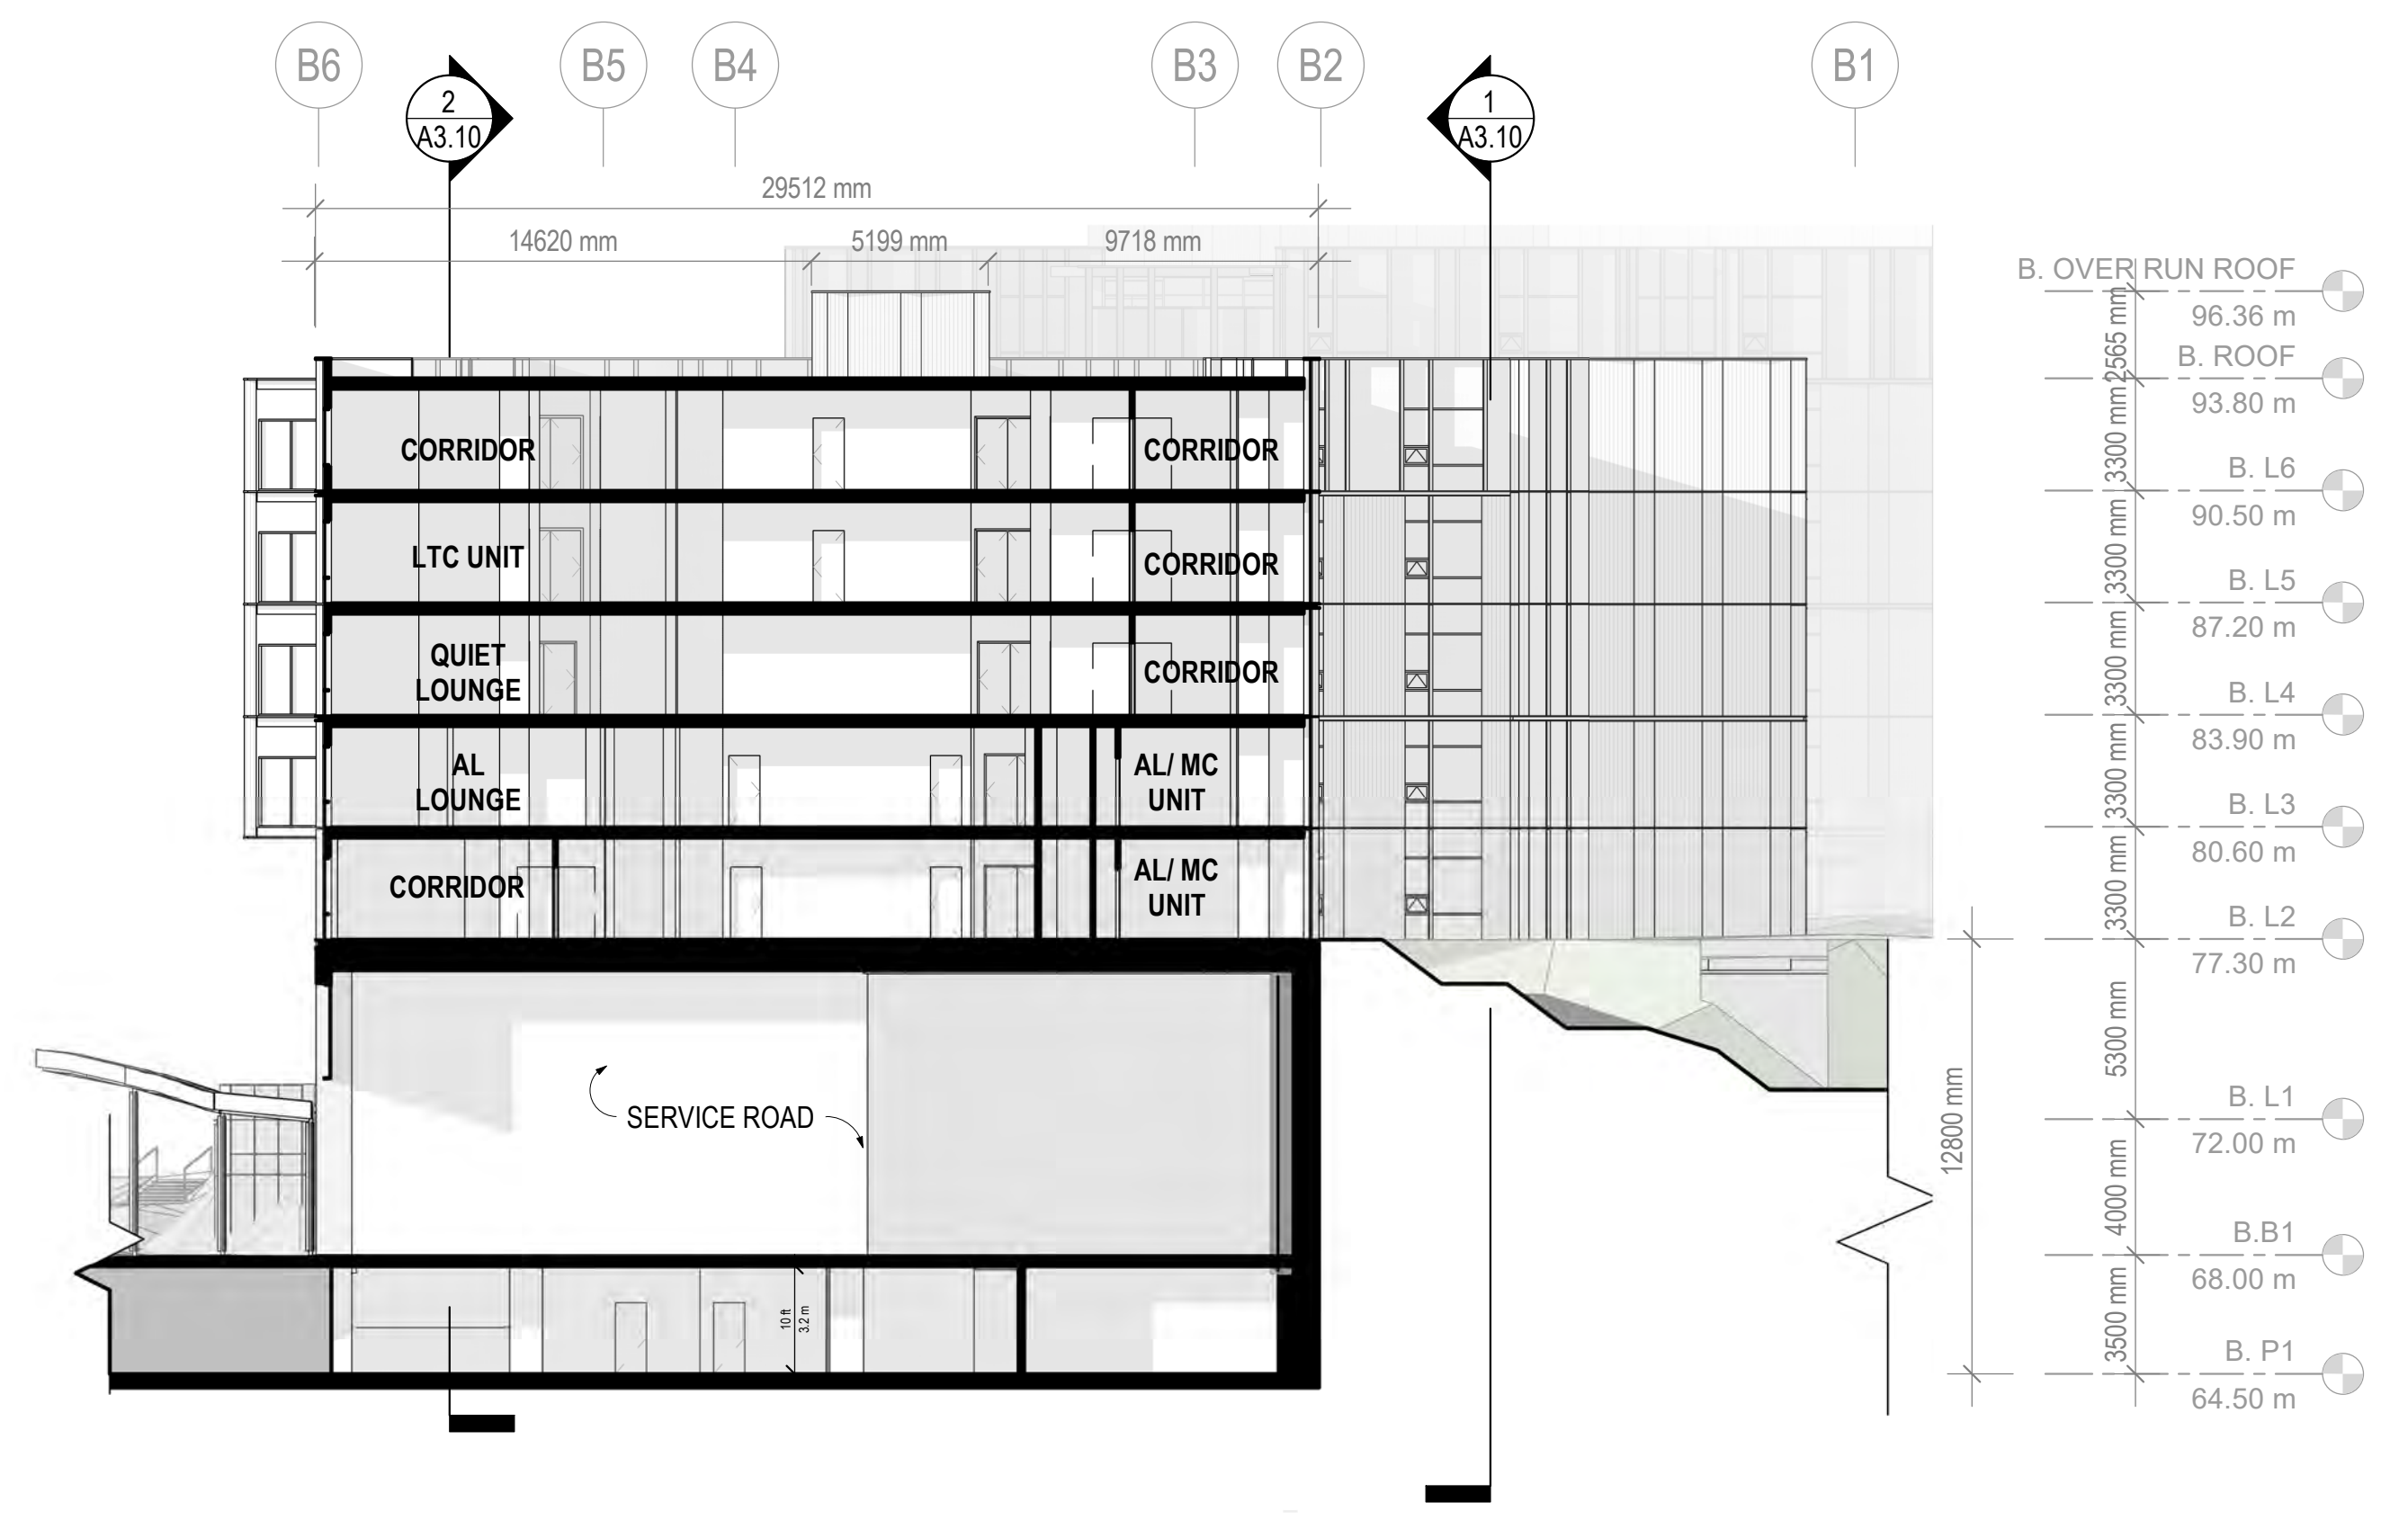 B6
B5
B4
B3
B2
B1
2
A3.10
1
A3.10
29512 mm
14620 mm
5199 mm
9718 mm
B. OVER RUN ROOF
96.36 m
2565 mm
B. ROOF
93.80 m
3300 mm
B. L6
90.50 m
3300 mm
B. L5
87.20 m
3300 mm
B. L4
83.90 m
3300 mm
B. L3
80.60 m
3300 mm
B. L2
77.30 m
5300 mm
B. L1
72.00 m
4000 mm
B.B1
68.00 m
3500 mm
B. P1
64.50 m
12800 mm
CORRIDOR
CORRIDOR
LTC UNIT
CORRIDOR
QUIET
LOUNGE
CORRIDOR
AL
LOUNGE
AL/ MC
UNIT
CORRIDOR
AL/ MC
UNIT
SERVICE ROAD
10 ft
3.2 m